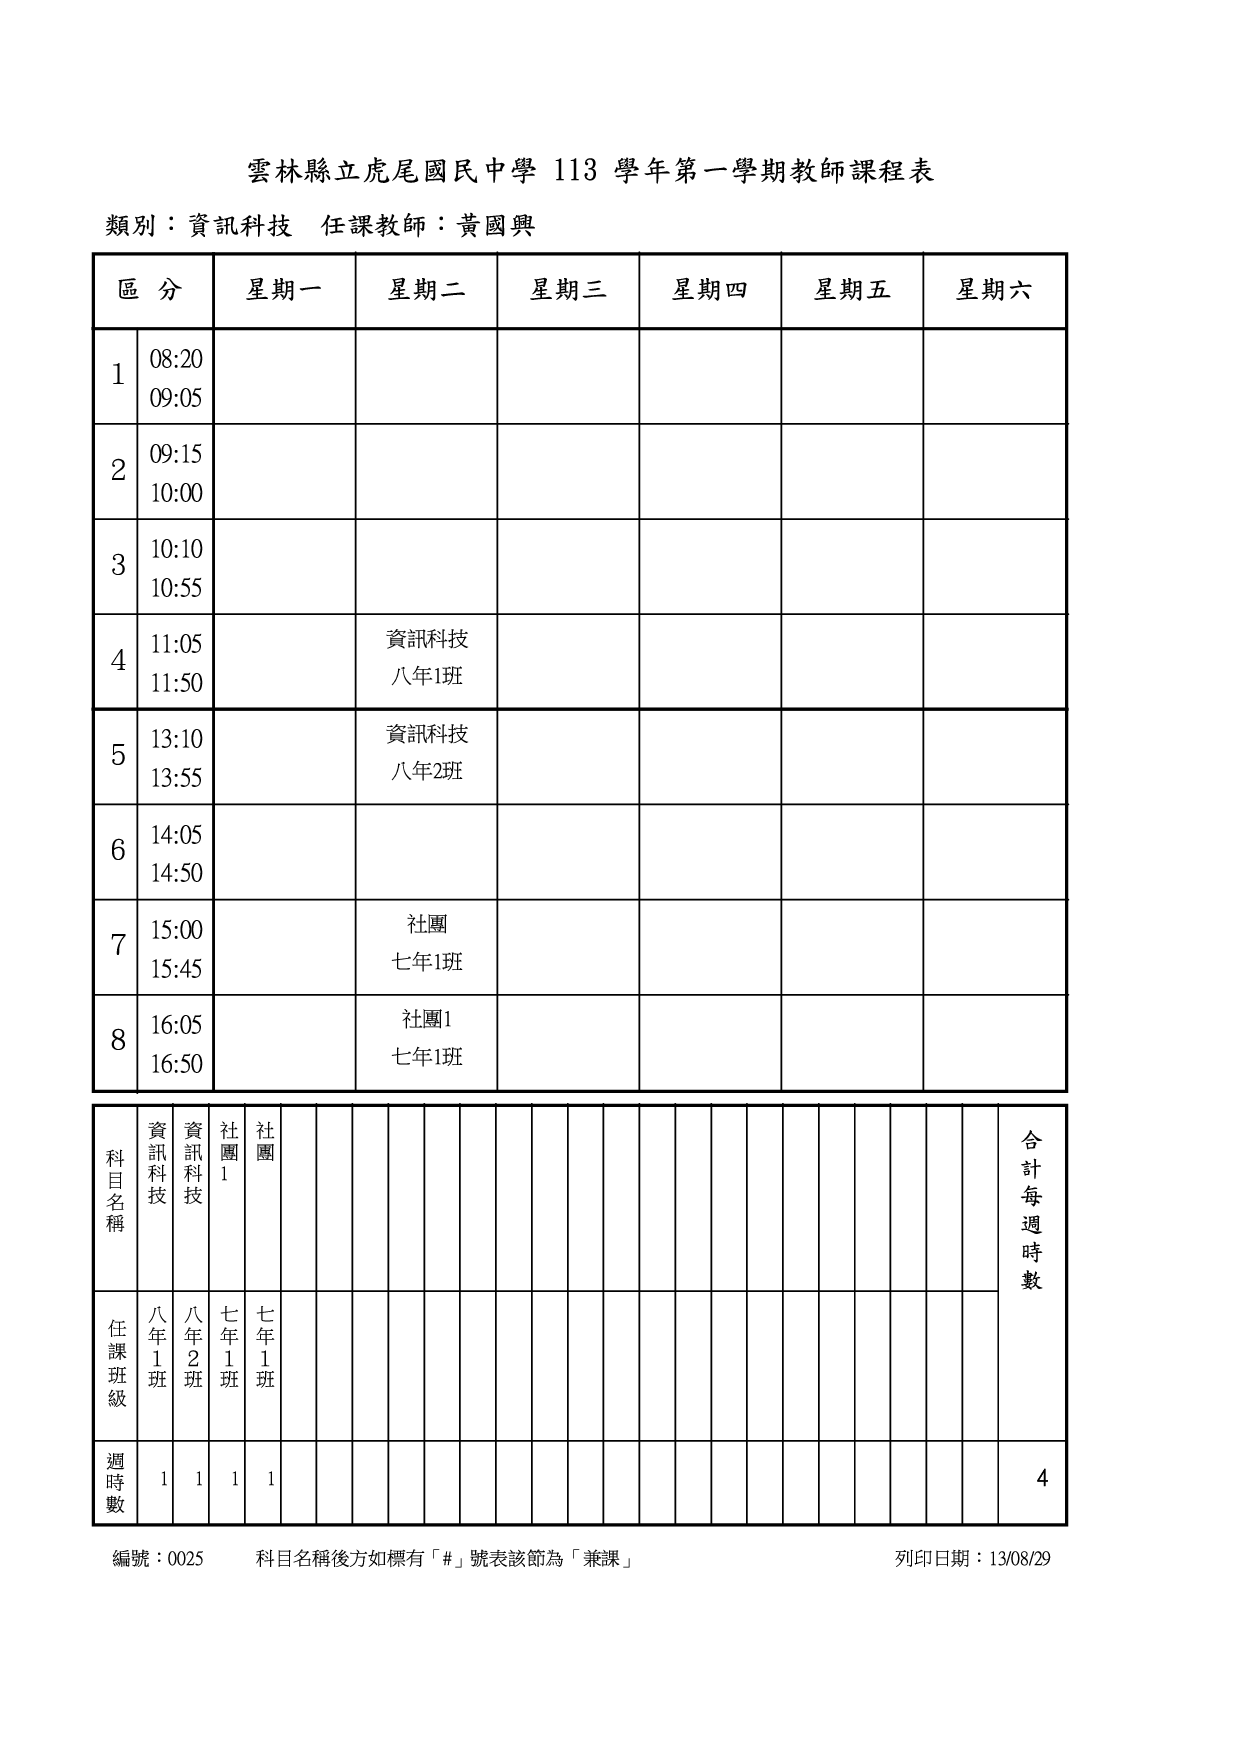 雲林縣立虎尾國民中學 113 學年第一學期教師課程表
類別：資訊科技　任課教師：黃國興
區 分 星期一 星期二 星期三 星期四 星期五 星期六
1 08:20
09:05
2 09:15
10:00
3 10:10
10:55
4 11:05 資訊科技
11:50 八年1班
5 13:10 資訊科技
13:55 八年2班
6 14:05
14:50
7 15:00 社團
15:45 七年1班
8 16:05 社團1
16:50 七年1班
科目名稱 資訊科技 資訊科技 社團1 社團 合計每週時數
任課班級 八年1班 八年2班 七年1班 七年1班
週時數 1 1 1 1 4
編號：0025 科目名稱後方如標有「#」號表該節為「兼課」 列印日期：13/08/29